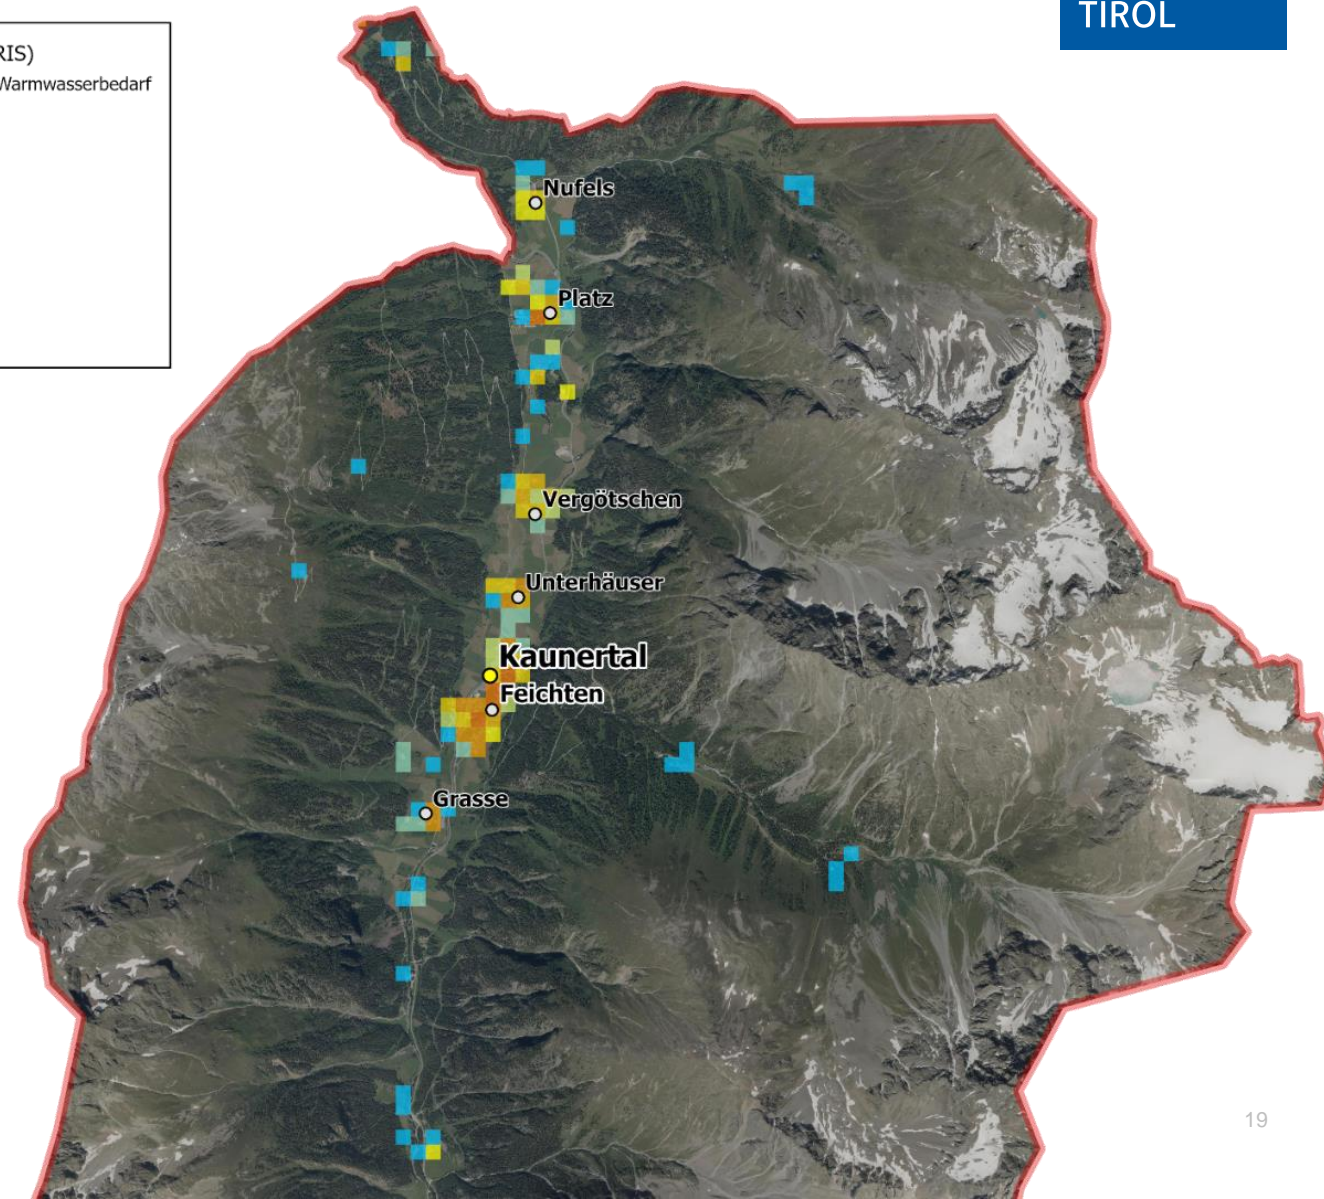 TIROL
RIS)
Warmwasserbedarf
Nufels
Platz
Vergötschen
Unterhäuser
Kaunertal
Feichten
Grasse
19